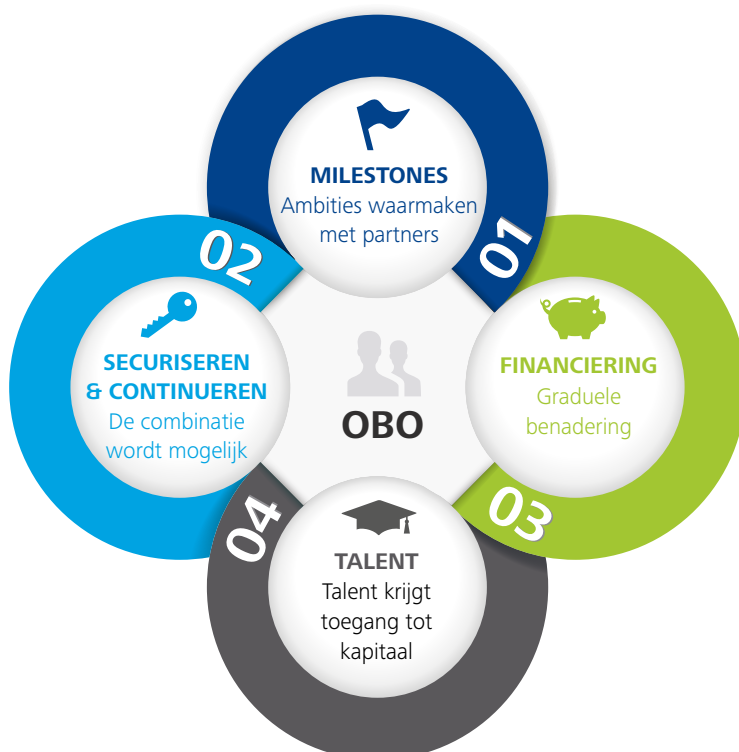 MILESTONES
Ambities waarmaken
met partners
01
02
SECURISEREN
& CONTINUEREN
De combinatie
wordt mogelijk
OBO
FINANCIERING
Graduele
benadering
03
04
TALENT
Talent krijgt
toegang tot
kapitaal